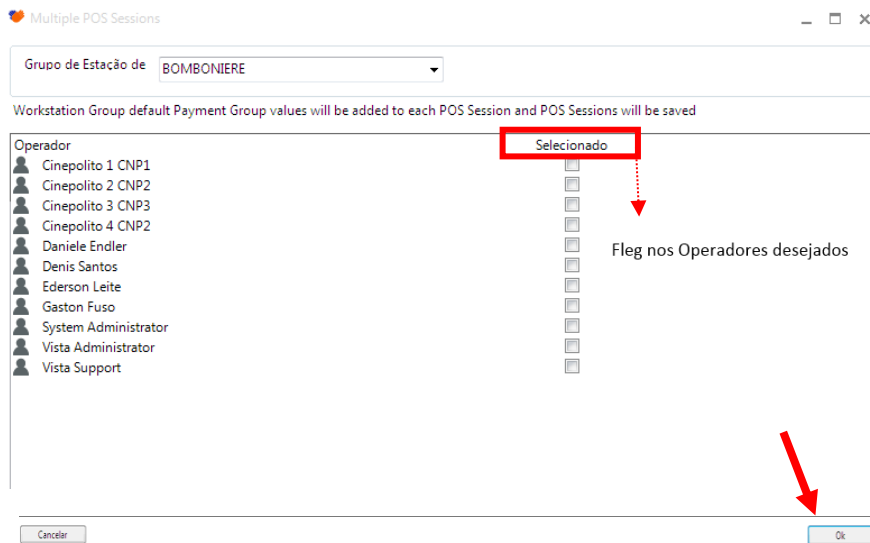 Multiple POS Sessions
Grupo de Estação de BOMBONIERE
Workstation Group default Payment Group values will be added to each POS Session and POS Sessions will be saved
Operador Selecionado
Cinepolito 1 CNP1
Cinepolito 2 CNP2
Cinepolito 3 CNP3
Cinepolito 4 CNP2
Daniele Endler
Fleg nos Operadores desejados
Denis Santos
Ederson Leite
Gaston Fuso
System Administrator
Vista Administrator
Vista Support
Cancelar Ok